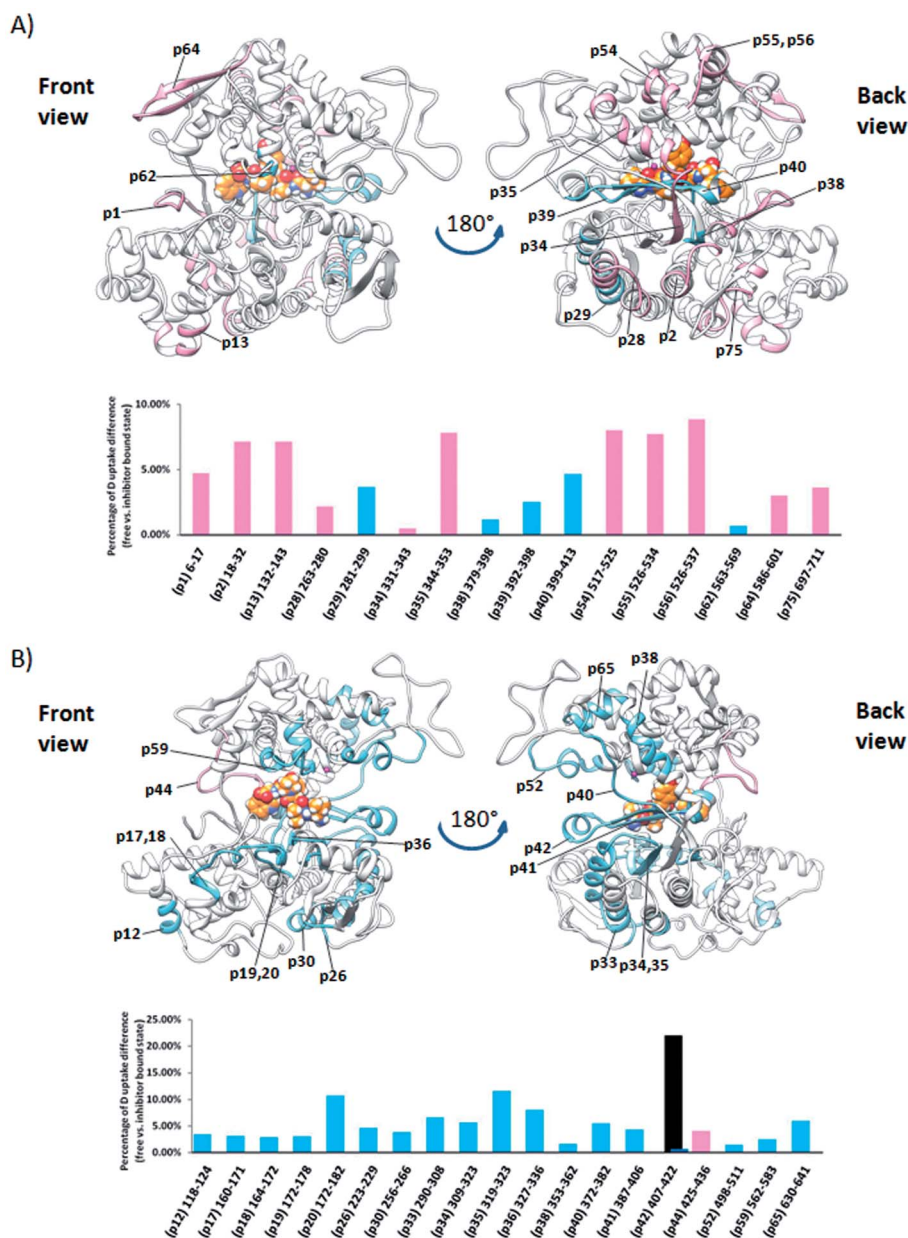 A)
Front view
Back view
p64
p62
p1
p13
180°
p54
p55, p56
p35
p40
p39
p38
p34
p29
p28
p2
p75
Percentage of D uptake difference
(free vs. inhibitor bound state)
10.00%
5.00%
0.00%
(p1) 6-17
(p2) 18-32
(p13) 132-143
(p28) 263-280
(p29) 281-299
(p34) 331-343
(p35) 344-353
(p38) 379-398
(p39) 392-398
(p40) 399-413
(p54) 517-525
(p55) 526-534
(p56) 526-537
(p62) 563-569
(p64) 586-601
(p75) 697-711
B)
Front view
Back view
p59
p44
p17,18
p12
p19,20
p30
p26
p36
180°
p65
p38
p52
p40
p42
p41
p33
p34,35
Percentage of D uptake difference
(free vs. inhibitor bound state)
25.00%
20.00%
15.00%
10.00%
5.00%
0.00%
(p12) 118-124
(p17) 160-171
(p18) 164-172
(p19) 172-178
(p20) 172-182
(p26) 223-229
(p30) 256-266
(p33) 290-308
(p34) 309-323
(p35) 319-323
(p36) 327-336
(p38) 353-362
(p40) 372-382
(p41) 387-406
(p42) 407-422
(p44) 425-436
(p52) 498-511
(p59) 562-583
(p65) 630-641